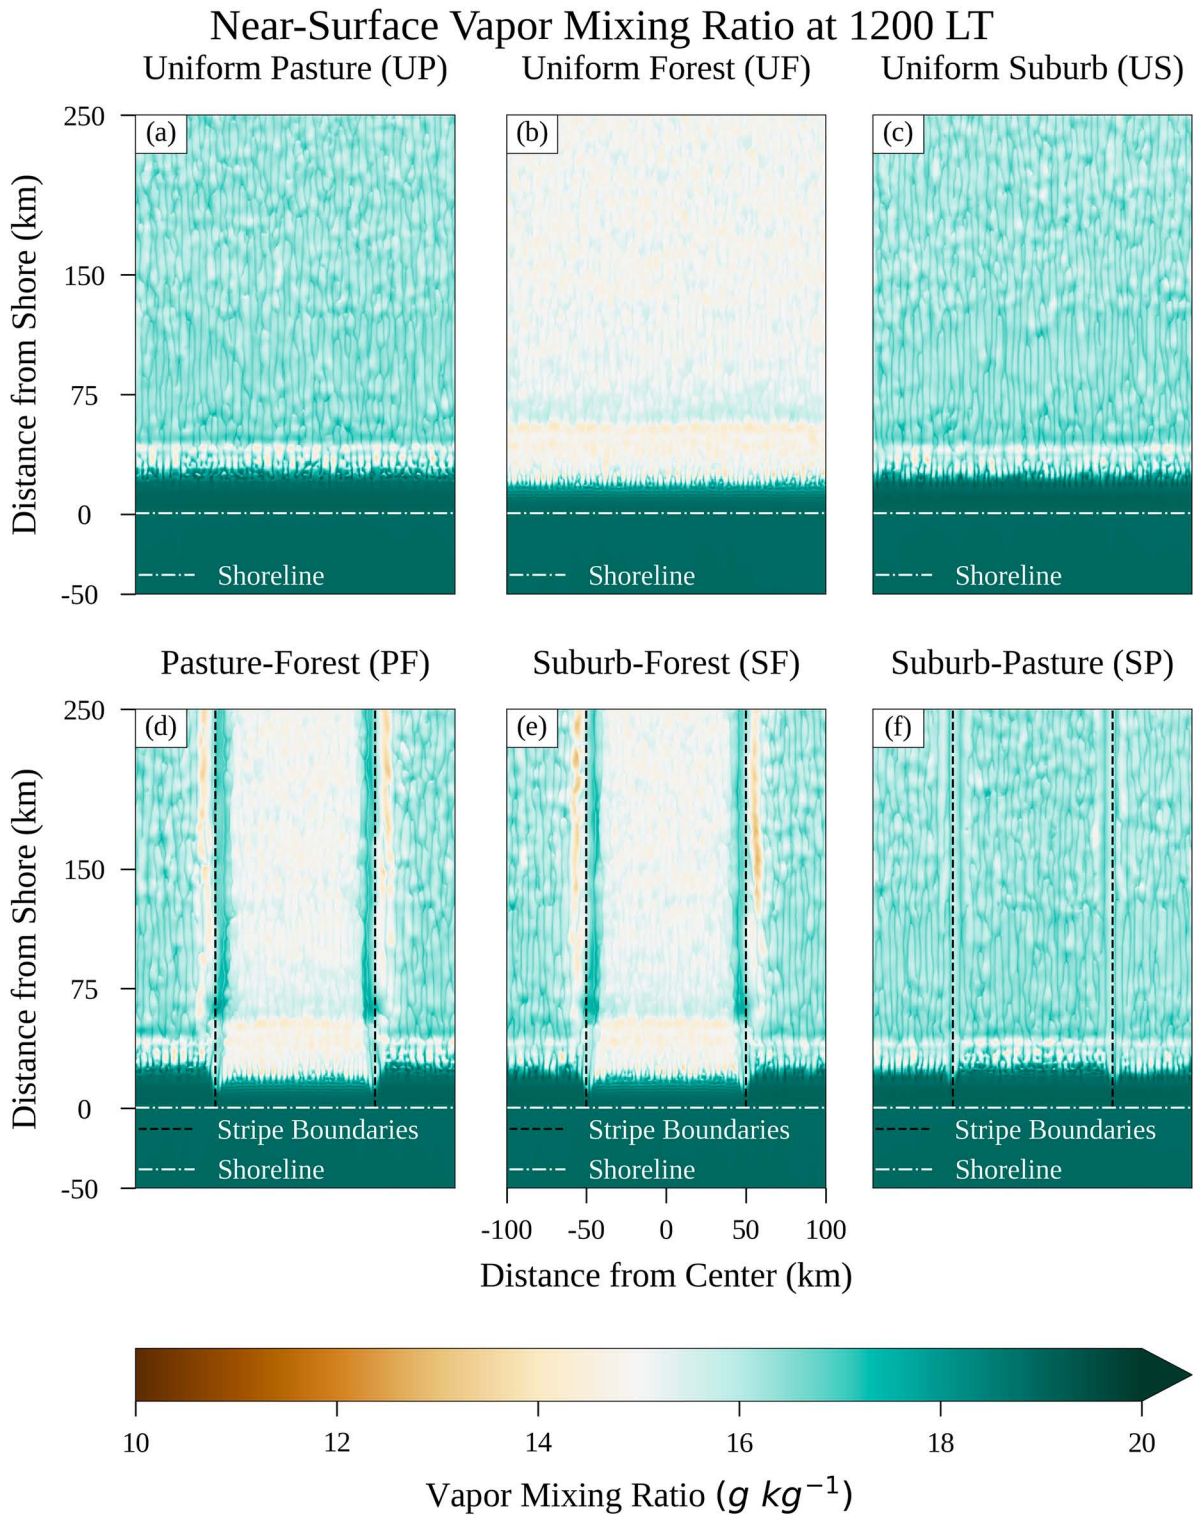 Near-Surface Vapor Mixing Ratio at 1200 LT
Uniform Pasture (UP)
Uniform Forest (UF)
Uniform Suburb (US)
(a)
(b)
(c)
Distance from Shore (km)
250
150
75
0
-50
Shoreline
Shoreline
Shoreline
Pasture-Forest (PF)
Suburb-Forest (SF)
Suburb-Pasture (SP)
(d)
(e)
(f)
Distance from Shore (km)
250
150
75
0
-50
Stripe Boundaries
Shoreline
Stripe Boundaries
Shoreline
Stripe Boundaries
Shoreline
-100 -50 0 50 100
Distance from Center (km)
10 12 14 16 18 20
Vapor Mixing Ratio (g kg⁻¹)